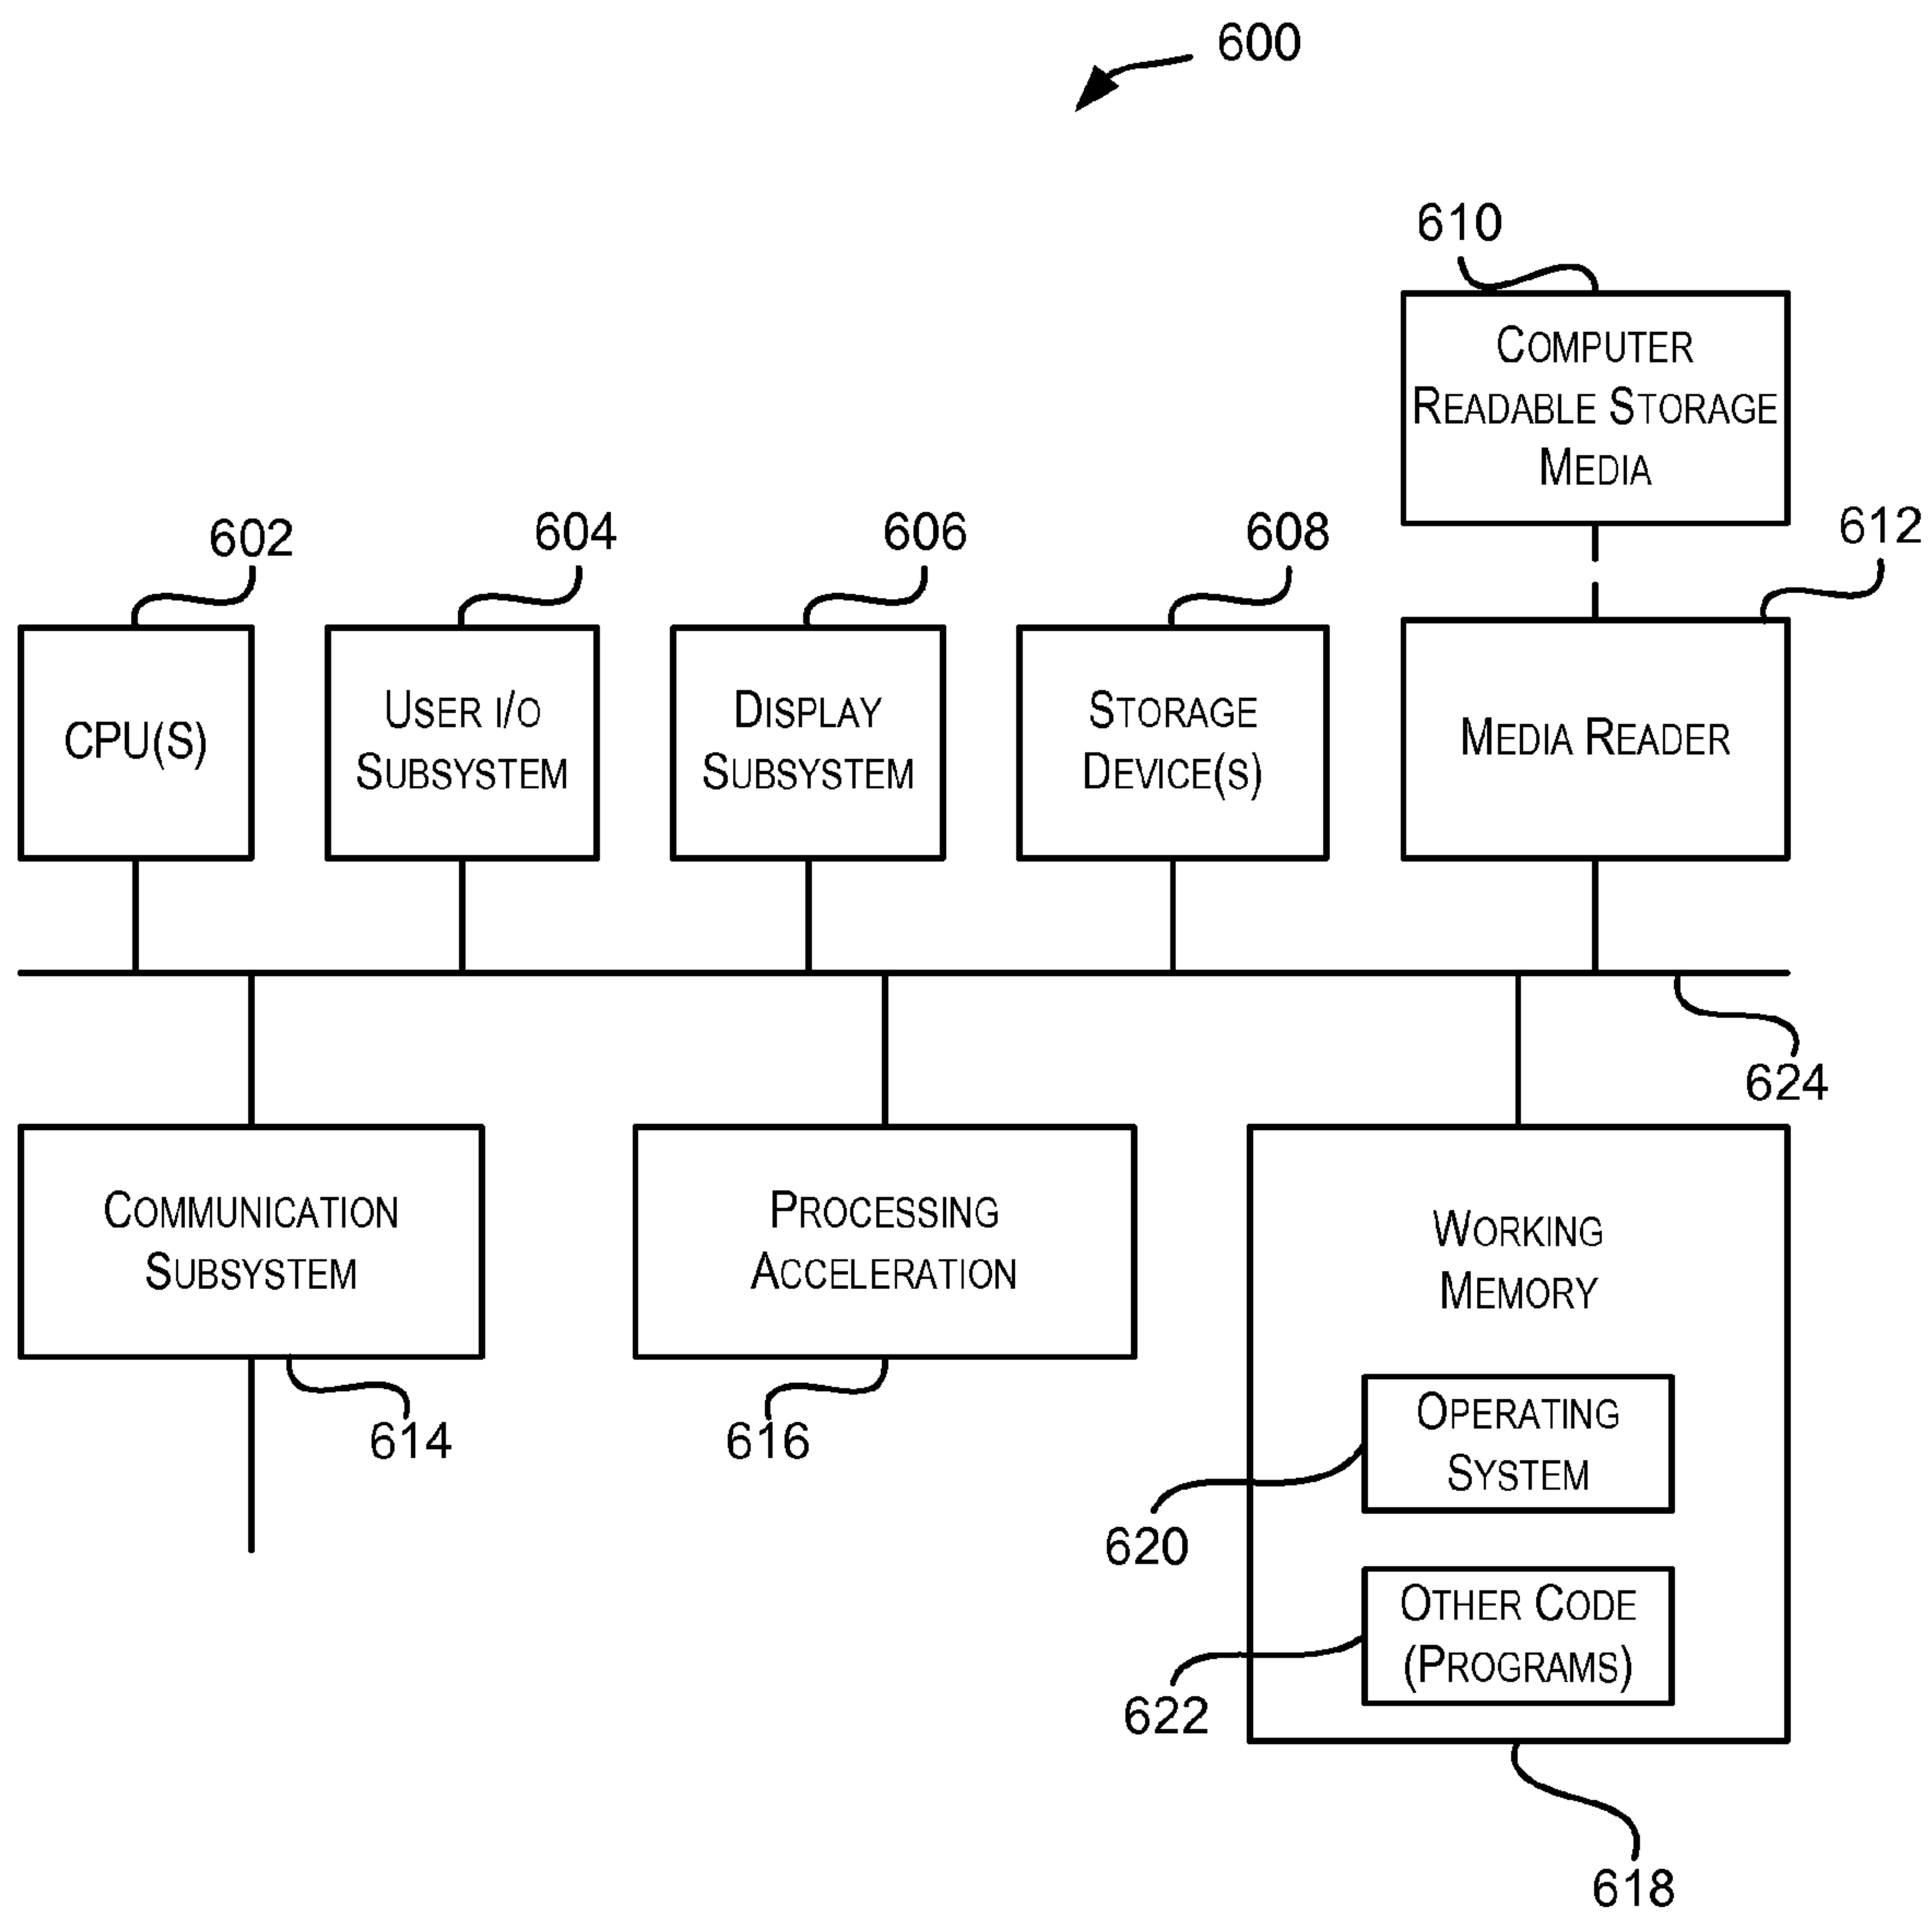 600
610
COMPUTER
READABLE STORAGE
MEDIA
602
604
606
608
612
CPU(S)
USER I/O
SUBSYSTEM
DISPLAY
SUBSYSTEM
STORAGE
DEVICE(S)
MEDIA READER
624
COMMUNICATION
SUBSYSTEM
PROCESSING
ACCELERATION
WORKING
MEMORY
614
616
OPERATING
SYSTEM
620
OTHER CODE
(PROGRAMS)
622
618